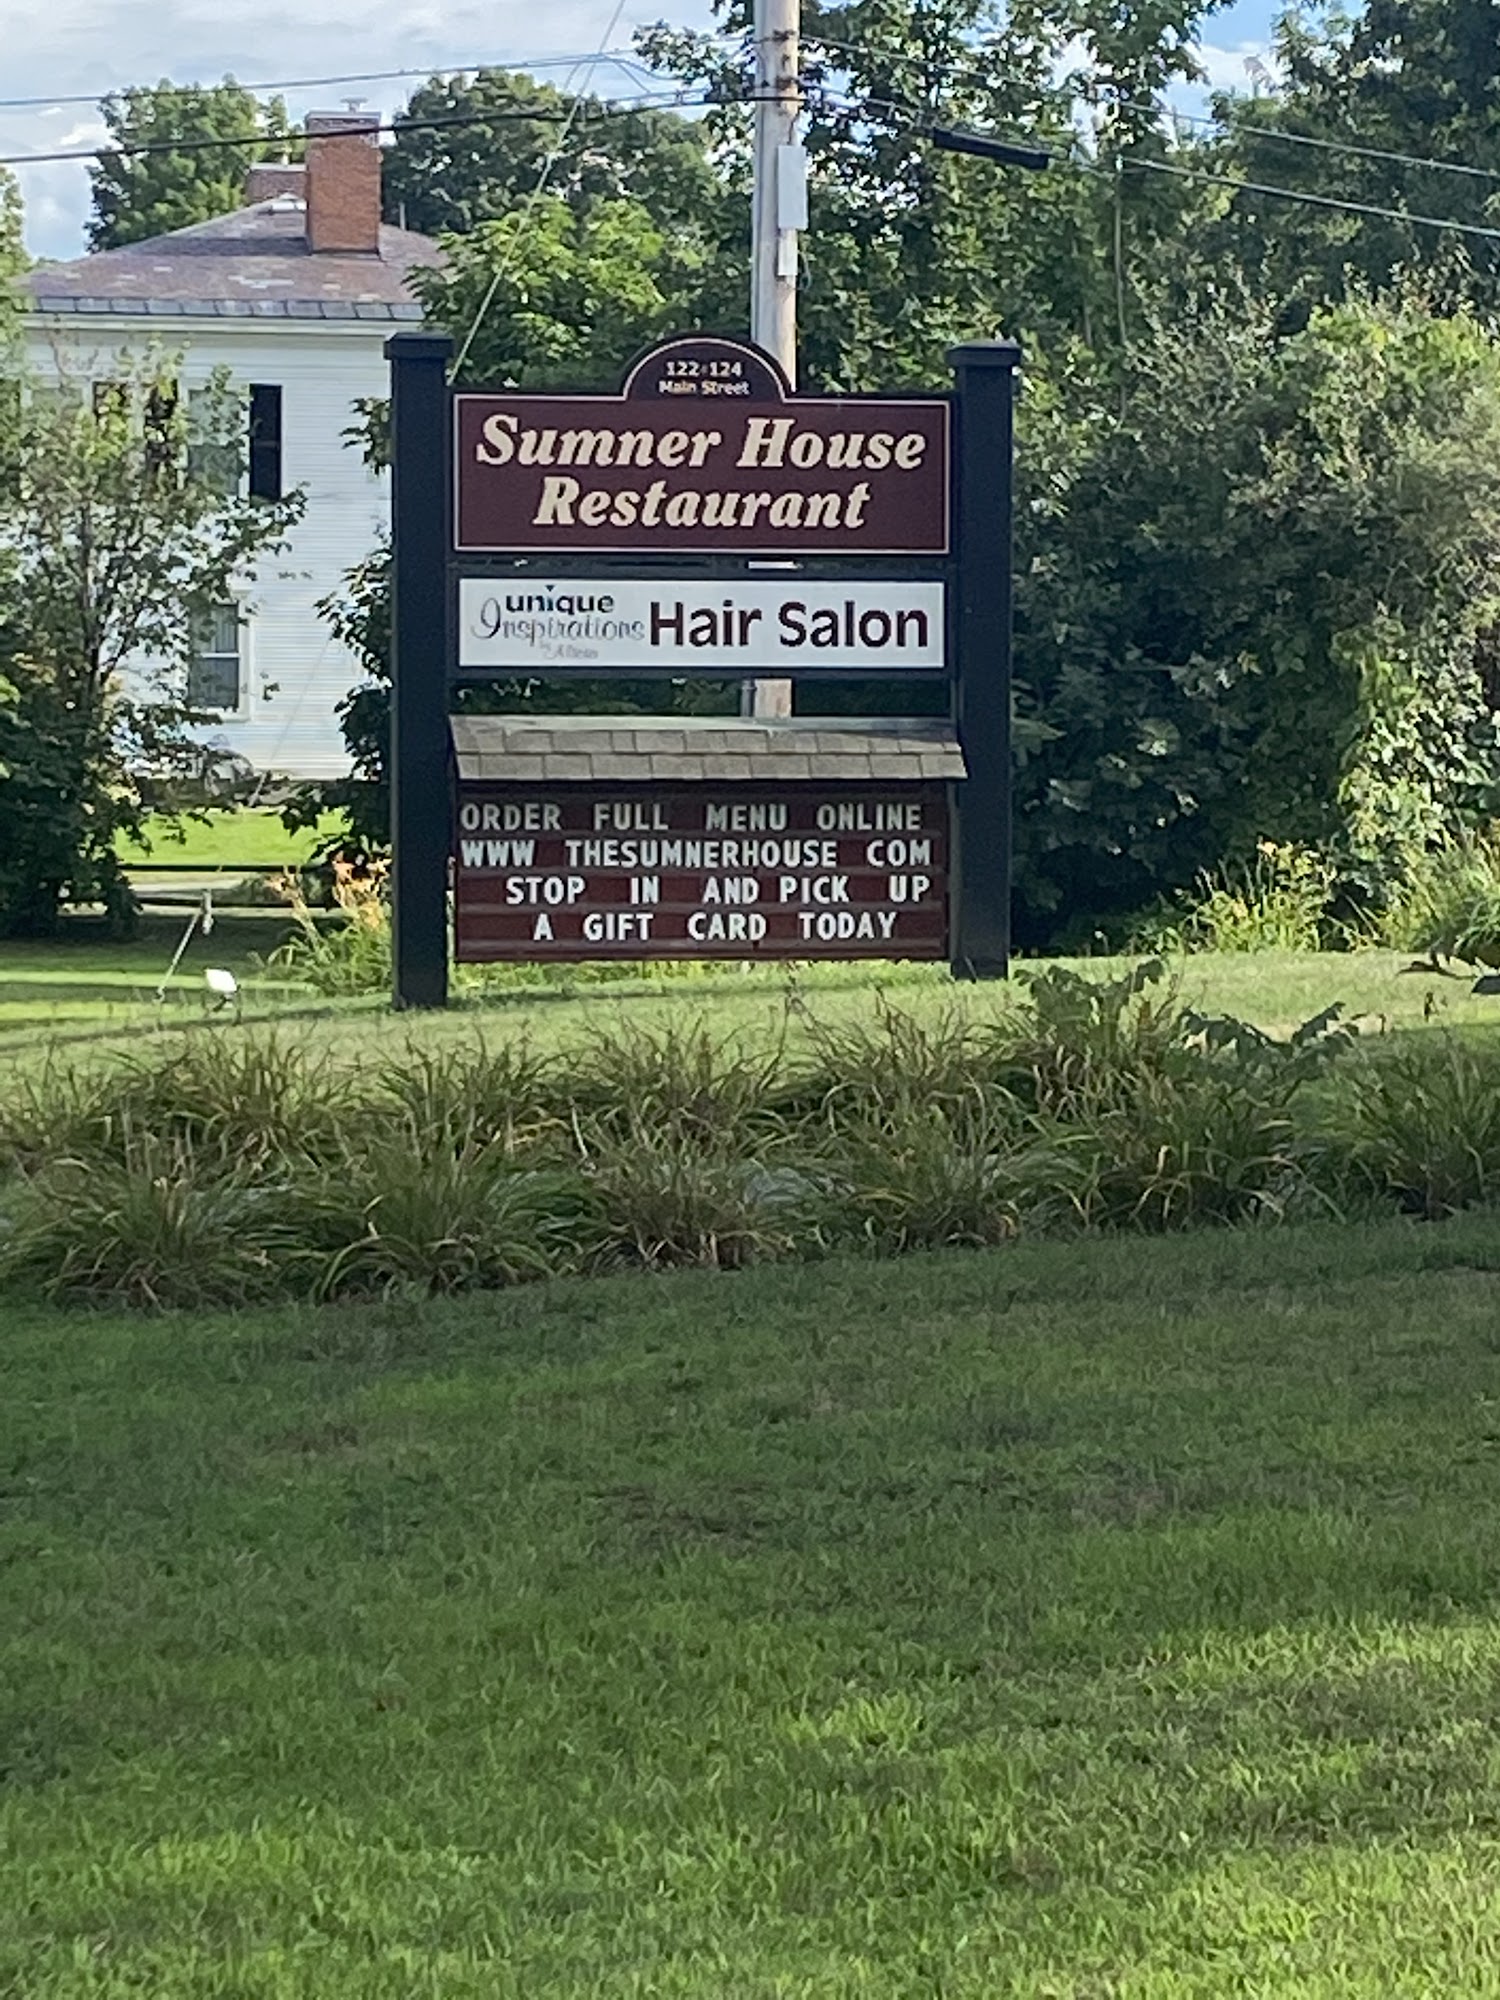 122-124
Main Street
Sumner House
Restaurant
unique
Inspirations
by
Hair Salon
ORDER FULL MENU ONLINE
WWW THESUMNERHOUSE COM
STOP IN AND PICK UP
A GIFT CARD TODAY